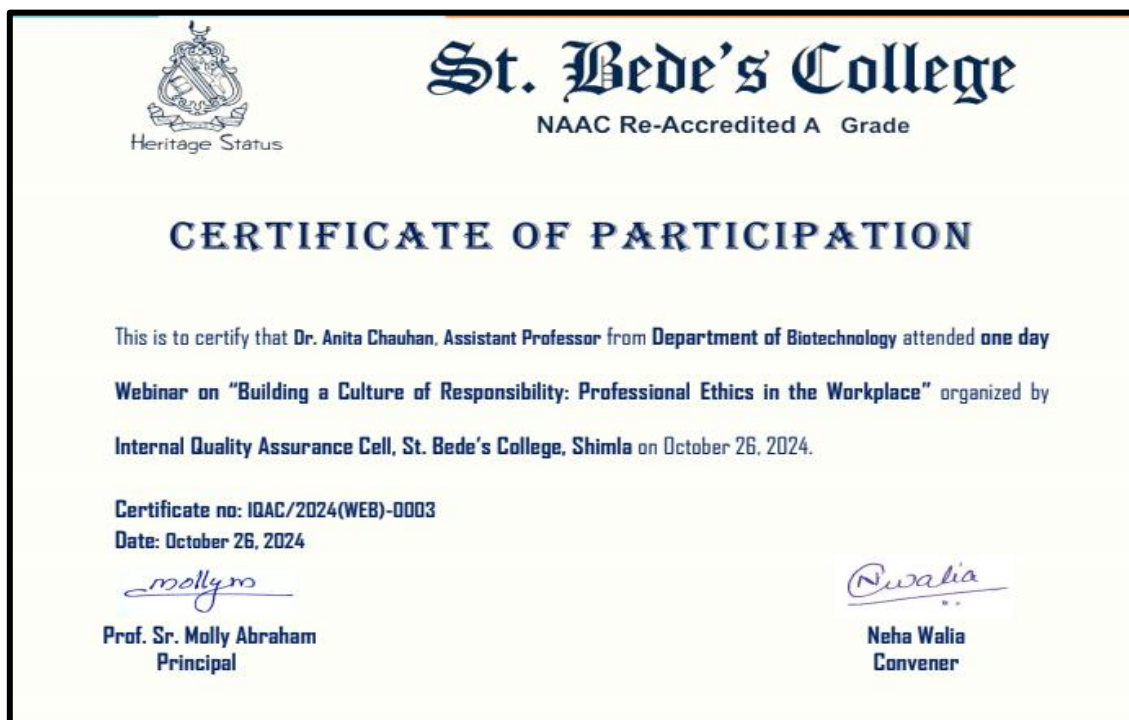 St. Bede's College
NAAC Re-Accredited A Grade
Heritage Status
CERTIFICATE OF PARTICIPATION
This is to certify that Dr. Anita Chauhan, Assistant Professor from Department of Biotechnology attended one day
Webinar on “Building a Culture of Responsibility: Professional Ethics in the Workplace” organized by
Internal Quality Assurance Cell, St. Bede’s College, Shimla on October 26, 2024.
Certificate no: IQAC/2024(WEB)-0003
Date: October 26, 2024
mollym
Nwalia
Prof. Sr. Molly Abraham
Neha Walia
Principal
Convener